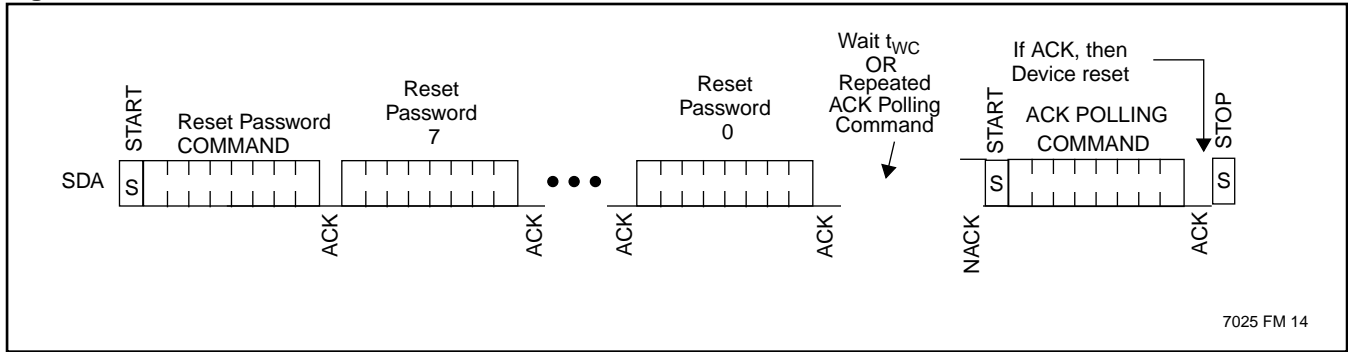 START
Reset Password
COMMAND
Reset
Password
7
Reset
Password
0
Wait tWC
OR
Repeated
ACK Polling
Command
START
ACK POLLING
COMMAND
If ACK, then
Device reset
STOP
SDA
S
S
S
ACK
ACK
ACK
ACK
NACK
ACK
7025 FM 14